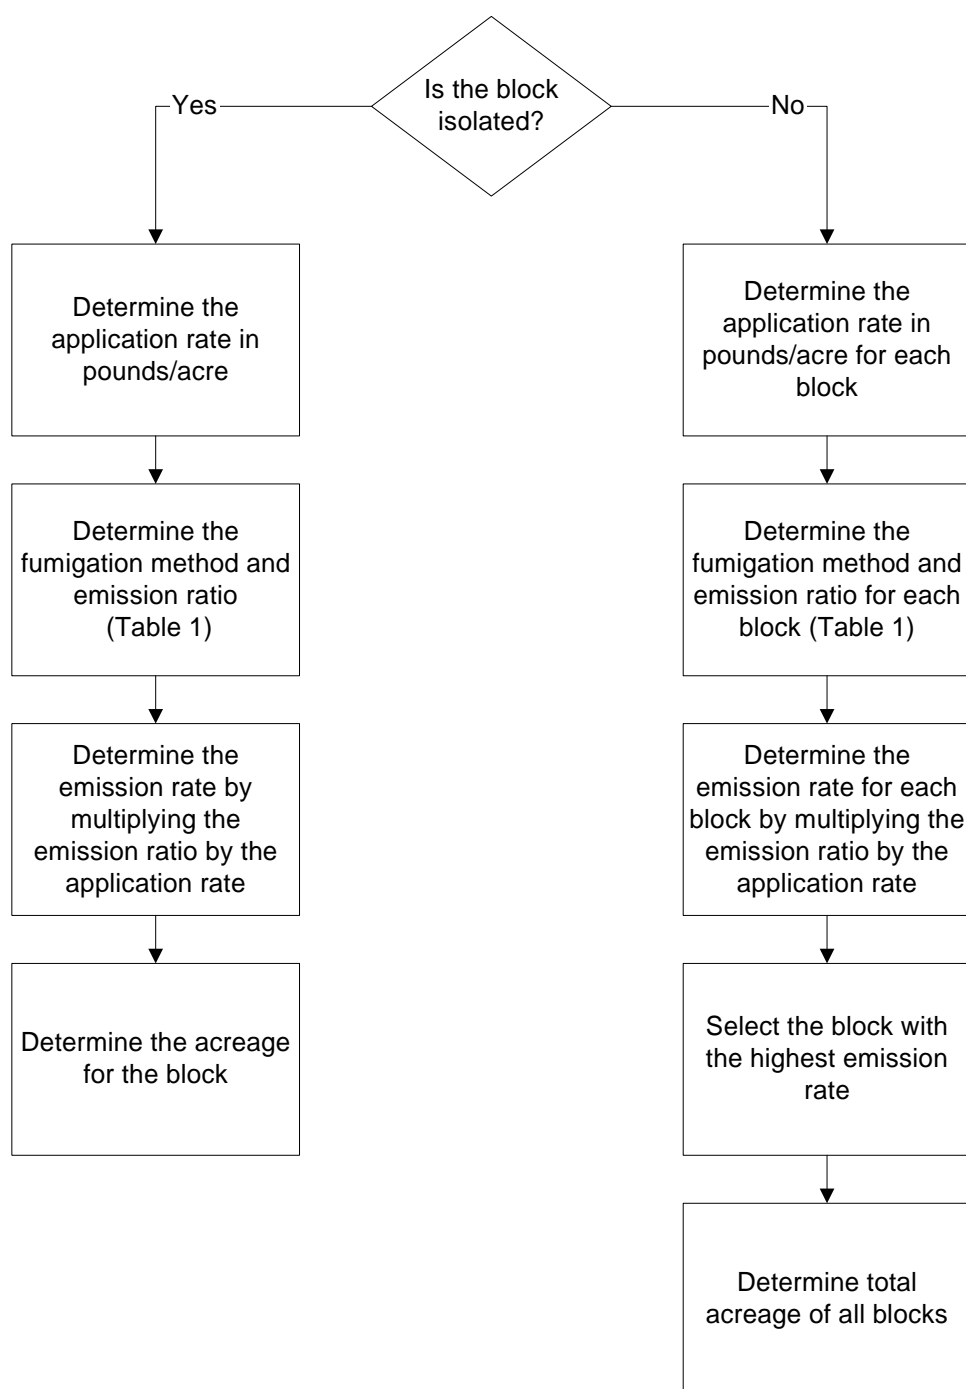 Is the block
isolated?
Yes
No
Determine the
application rate in
pounds/acre
Determine the
application rate in
pounds/acre for each
block
Determine the
fumigation method and
emission ratio
(Table 1)
Determine the
fumigation method and
emission ratio for each
block (Table 1)
Determine the
emission rate by
multiplying the
emission ratio by the
application rate
Determine the
emission rate for each
block by multiplying the
emission ratio by the
application rate
Determine the acreage
for the block
Select the block with
the highest emission
rate
Determine total
acreage of all blocks